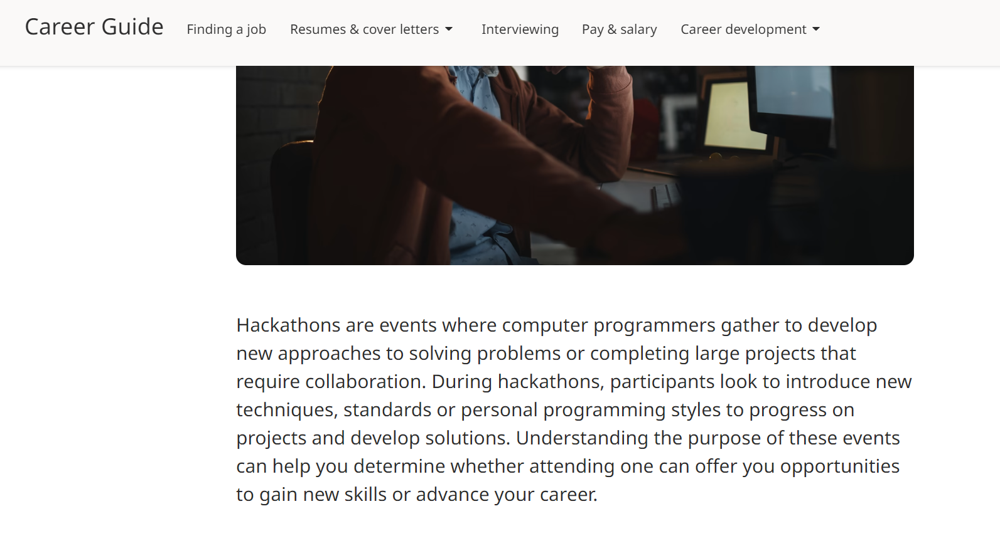 Career Guide Finding a job Resumes & cover letters Interviewing Pay & salary Career development
Hackathons are events where computer programmers gather to develop
new approaches to solving problems or completing large projects that
require collaboration. During hackathons, participants look to introduce new
techniques, standards or personal programming styles to progress on
projects and develop solutions. Understanding the purpose of these events
can help you determine whether attending one can offer you opportunities
to gain new skills or advance your career.